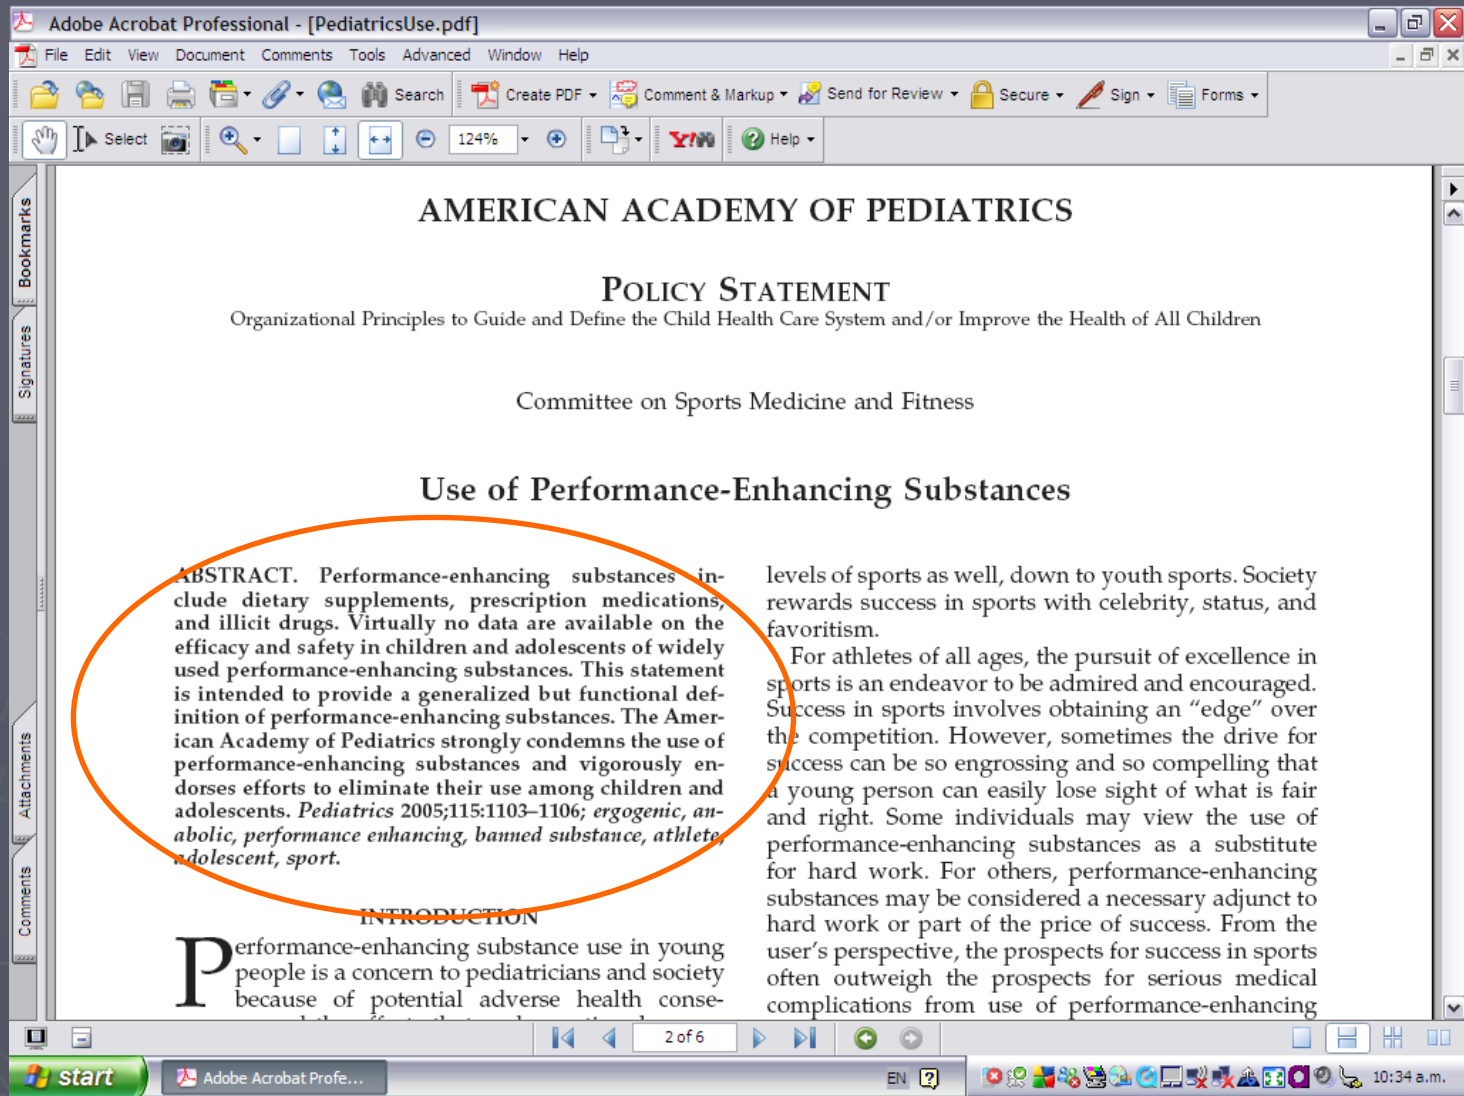 Adobe Acrobat Professional - [PediatricsUse.pdf]
File Edit View Document Comments Tools Advanced Window Help
Search Create PDF Comment & Markup Send for Review Secure Sign Forms
Select 124% Y! Help
Bookmarks
Signatures
Attachments
Comments
AMERICAN ACADEMY OF PEDIATRICS
POLICY STATEMENT
Organizational Principles to Guide and Define the Child Health Care System and/or Improve the Health of All Children
Committee on Sports Medicine and Fitness
Use of Performance-Enhancing Substances
ABSTRACT. Performance-enhancing substances in-
clude dietary supplements, prescription medications,
and illicit drugs. Virtually no data are available on the
efficacy and safety in children and adolescents of widely
used performance-enhancing substances. This statement
is intended to provide a generalized but functional def-
inition of performance-enhancing substances. The Amer-
ican Academy of Pediatrics strongly condemns the use of
performance-enhancing substances and vigorously en-
dorses efforts to eliminate their use among children and
adolescents. Pediatrics 2005;115:1103–1106; ergogenic, an-
abolic, performance enhancing, banned substance, athlete,
adolescent, sport.
INTRODUCTION
Performance-enhancing substance use in young
people is a concern to pediatricians and society
because of potential adverse health conse-
levels of sports as well, down to youth sports. Society
rewards success in sports with celebrity, status, and
favoritism.
For athletes of all ages, the pursuit of excellence in
sports is an endeavor to be admired and encouraged.
Success in sports involves obtaining an “edge” over
the competition. However, sometimes the drive for
success can be so engrossing and so compelling that
a young person can easily lose sight of what is fair
and right. Some individuals may view the use of
performance-enhancing substances as a substitute
for hard work. For others, performance-enhancing
substances may be considered a necessary adjunct to
hard work or part of the price of success. From the
user’s perspective, the prospects for success in sports
often outweigh the prospects for serious medical
complications from use of performance-enhancing
2 of 6
start Adobe Acrobat Profe... EN 10:34 a.m.